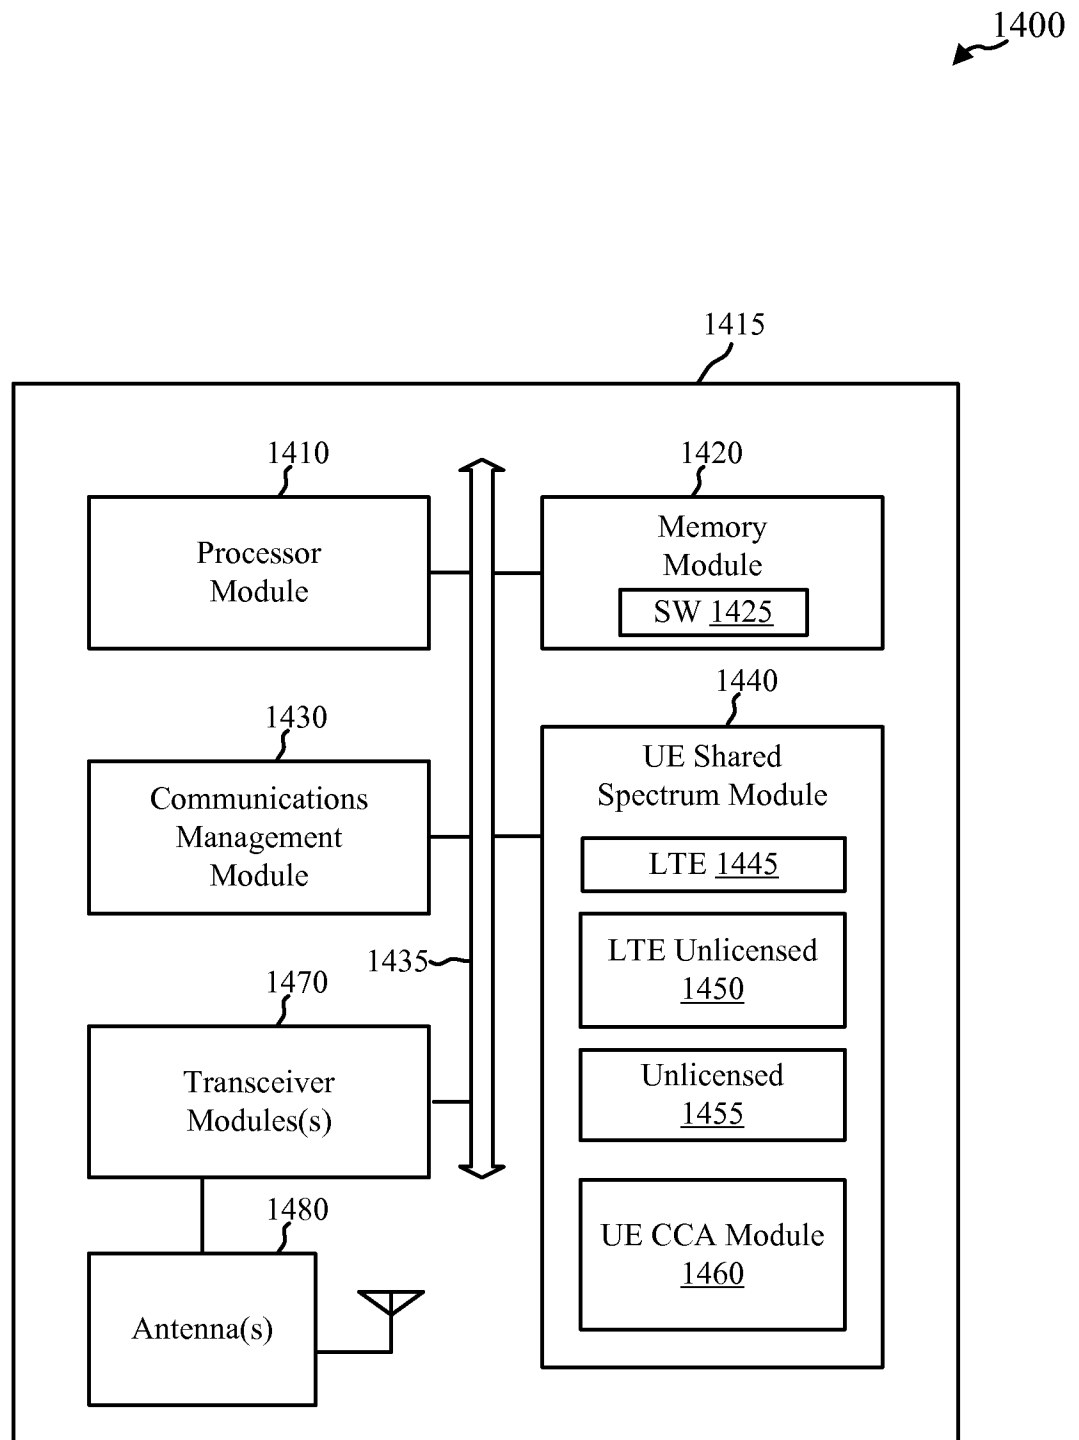 1400
1415
1410
Processor
Module
1420
Memory
Module
SW 1425
1430
Communications
Management
Module
1440
UE Shared
Spectrum Module
LTE 1445
LTE Unlicensed
1450
Unlicensed
1455
UE CCA Module
1460
1435
1470
Transceiver
Modules(s)
1480
Antenna(s)